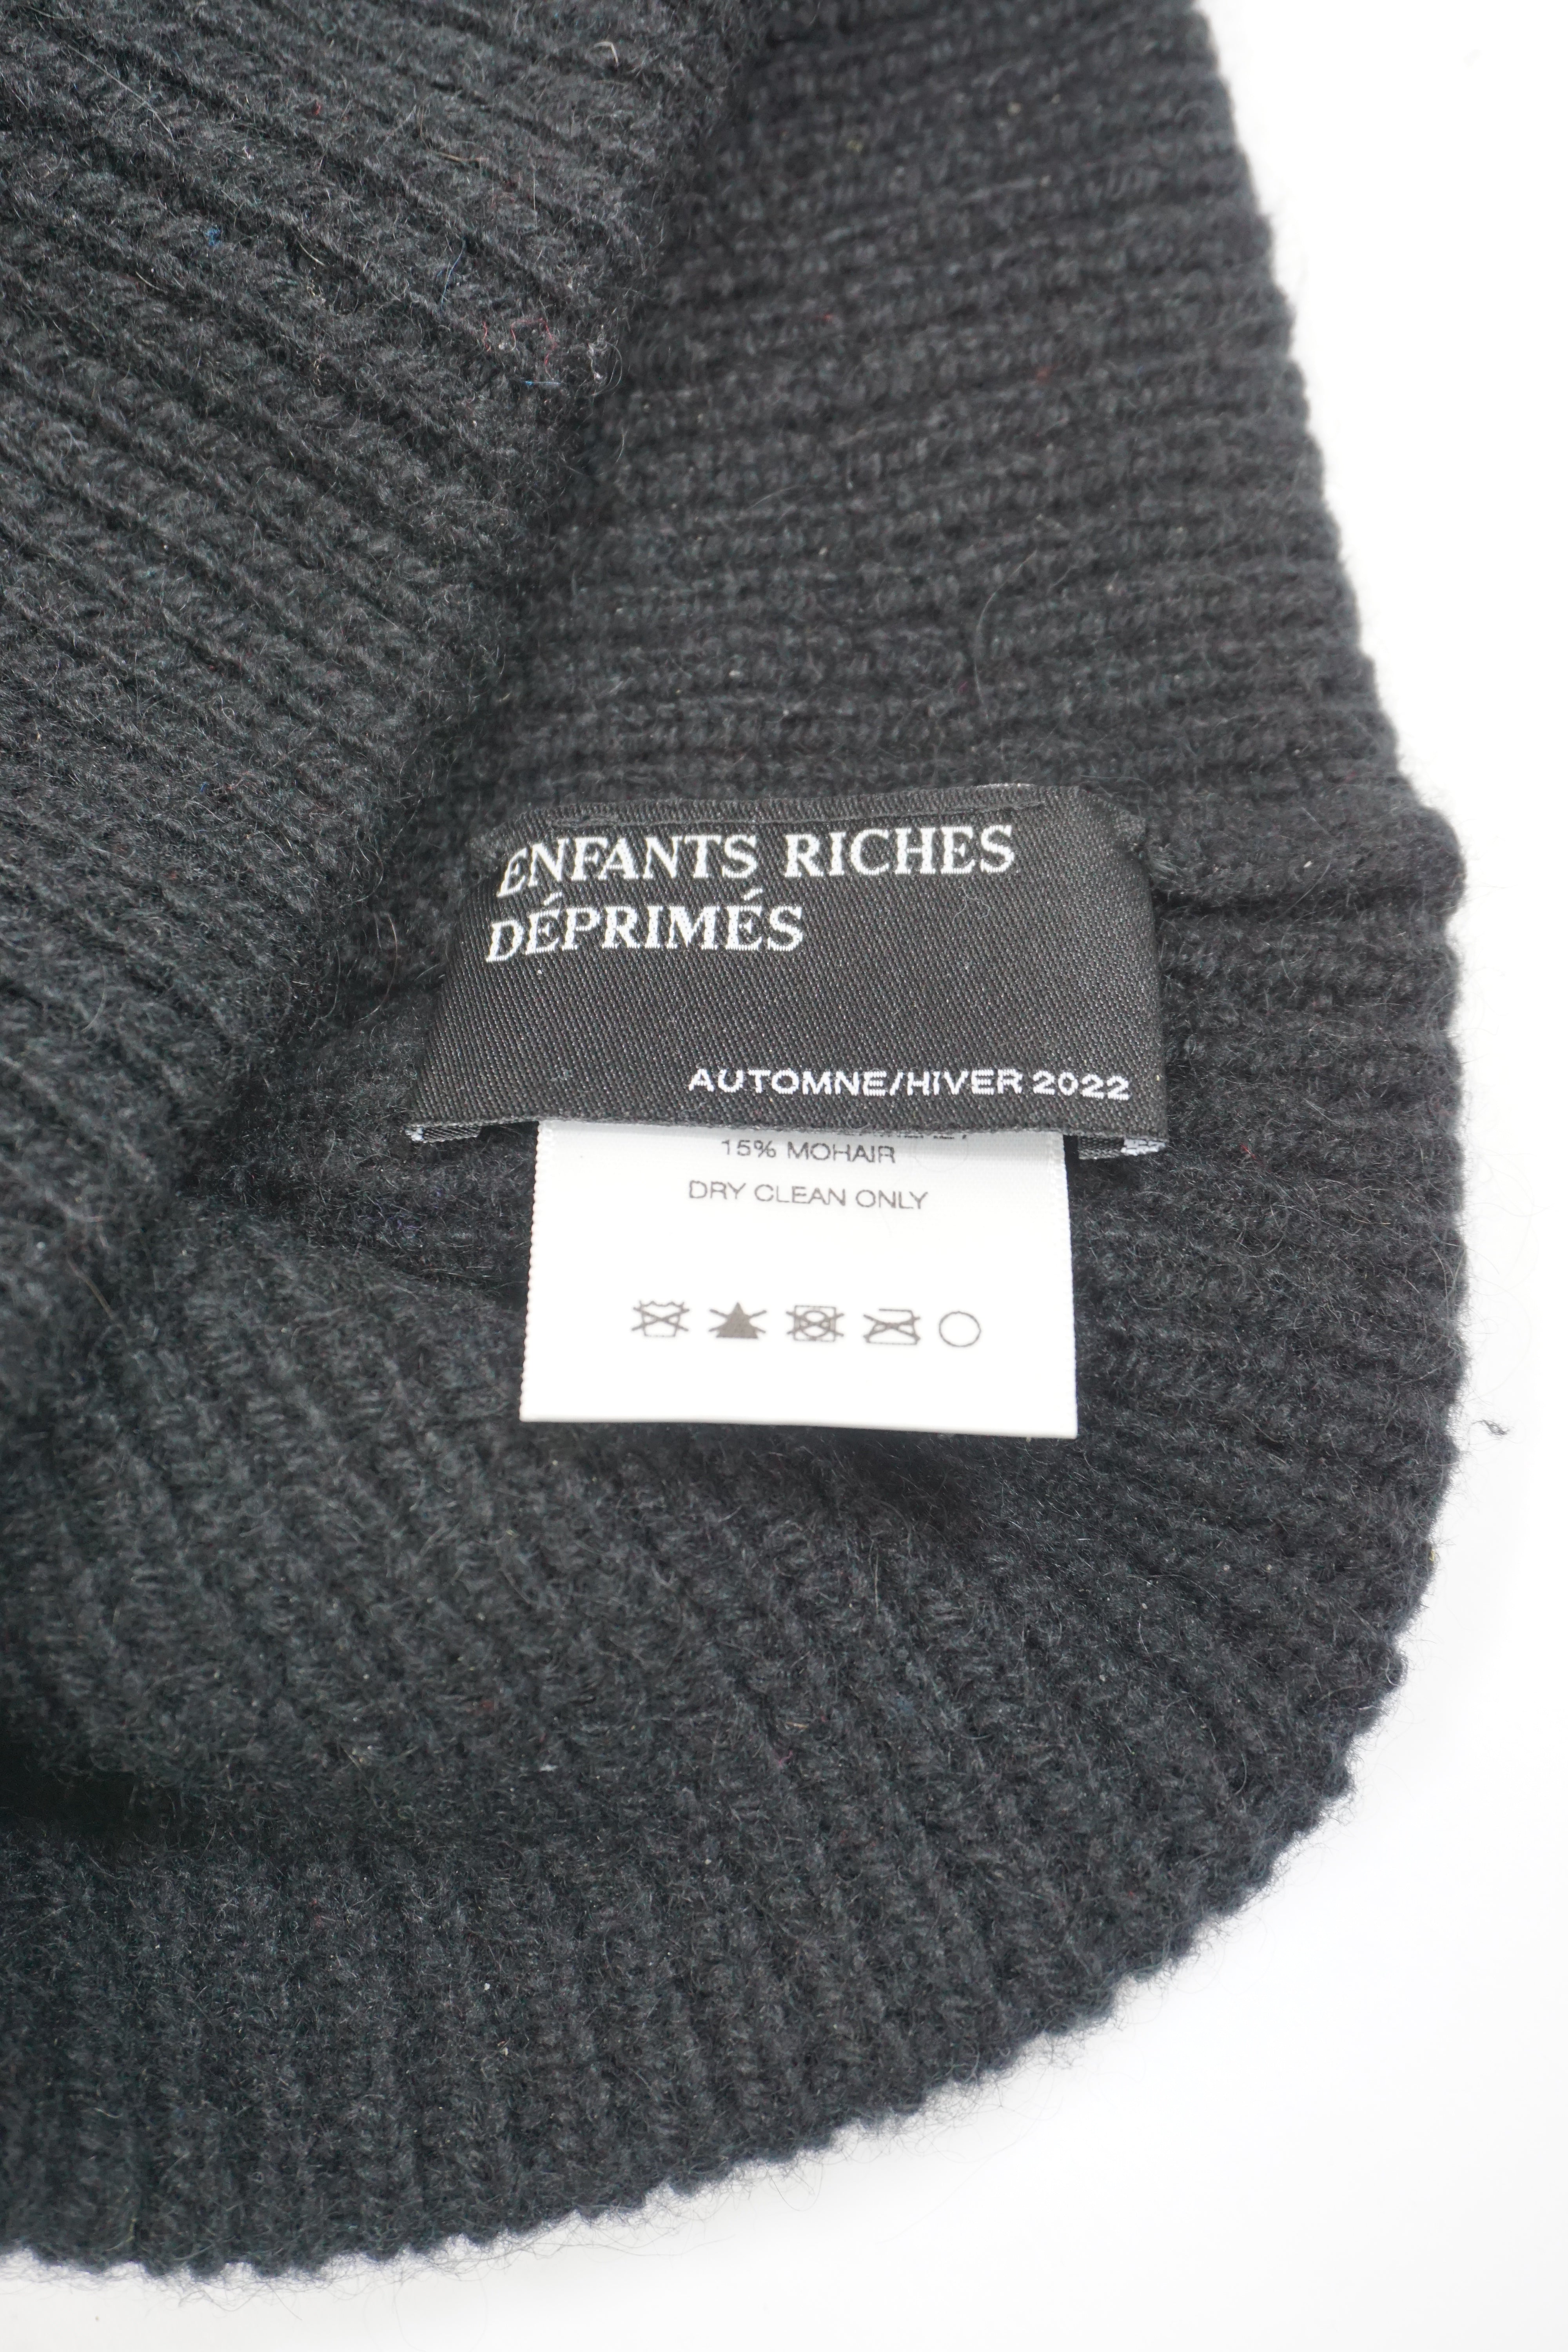 ENFANTS RICHES
DÉPRIMÉS
AUTOMNE/HIVER 2022
15% MOHAIR
DRY CLEAN ONLY